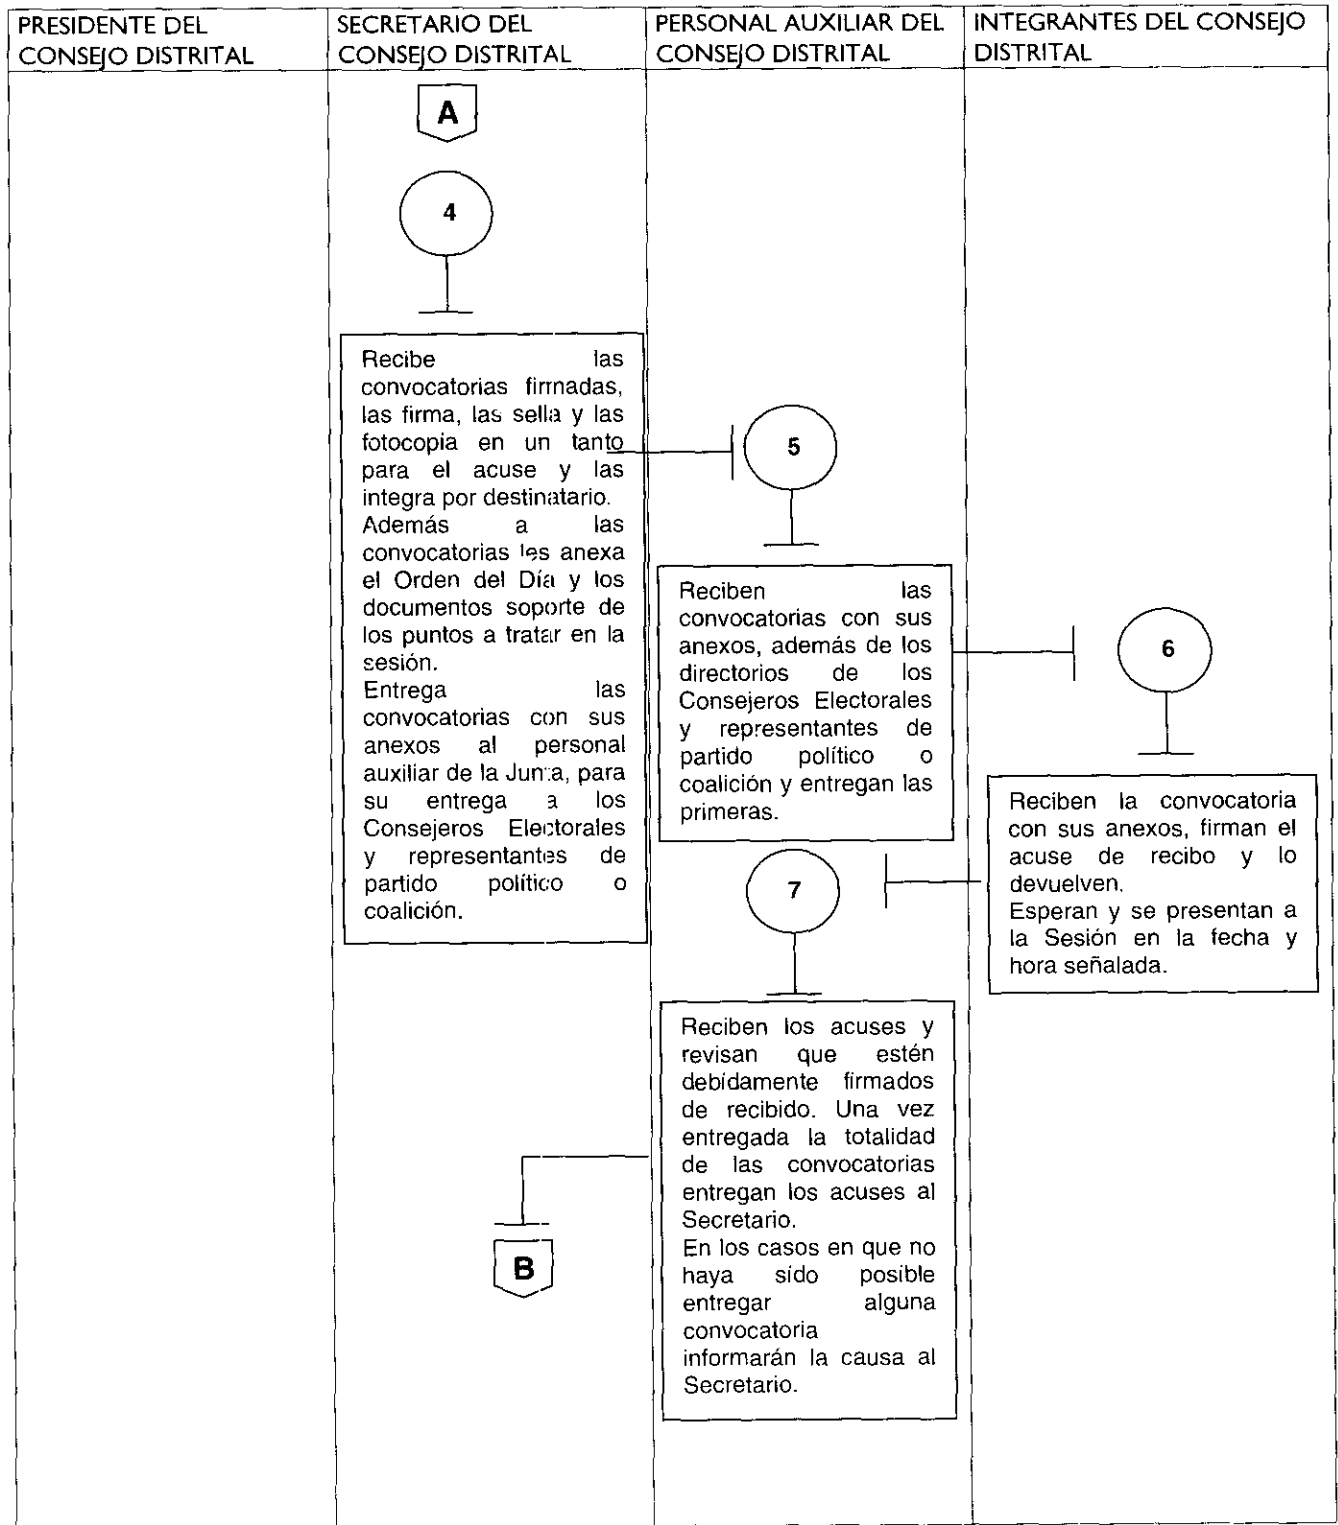 PRESIDENTE DEL
CONSEJO DISTRITAL
SECRETARIO DEL
CONSEJO DISTRITAL
PERSONAL AUXILIAR DEL
CONSEJO DISTRITAL
INTEGRANTES DEL CONSEJO
DISTRITAL
A
4
Recibe las
convocatorias firmadas,
las firma, las sella y las
fotocopia en un tanto
para el acuse y las
integra por destinatario.
Además a las
convocatorias les anexa
el Orden del Día y los
documentos soporte de
los puntos a tratar en la
sesión.
Entrega las
convocatorias con sus
anexos al personal
auxiliar de la Junta, para
su entrega a los
Consejeros Electorales
y representantes de
partido político o
coalición.
5
Reciben las
convocatorias con sus
anexos, además de los
directorios de los
Consejeros Electorales
y representantes de
partido político o
coalición y entregan las
primeras.
6
Reciben la convocatoria
con sus anexos, firman el
acuse de recibo y lo
devuelven.
Esperan y se presentan a
la Sesión en la fecha y
hora señalada.
7
Reciben los acuses y
revisan que estén
debidamente firmados
de recibido. Una vez
entregada la totalidad
de las convocatorias
entregan los acuses al
Secretario.
En los casos en que no
haya sido posible
entregar alguna
convocatoria
informarán la causa al
Secretario.
B